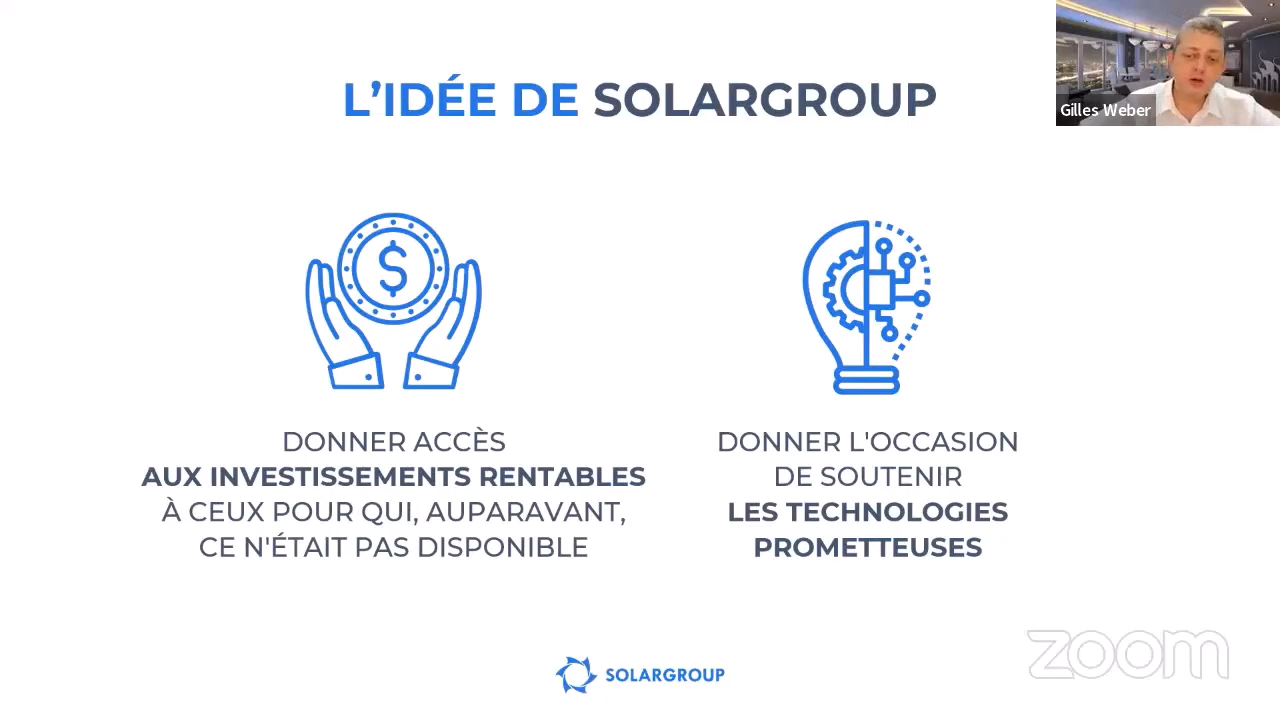 L’IDÉE DE SOLARGROUP
Gilles Weber
$
DONNER ACCÈS
AUX INVESTISSEMENTS RENTABLES
À CEUX POUR QUI, AUPARAVANT,
CE N'ÉTAIT PAS DISPONIBLE
DONNER L'OCCASION
DE SOUTENIR
LES TECHNOLOGIES
PROMETTEUSES
SOLARGROUP
zoom